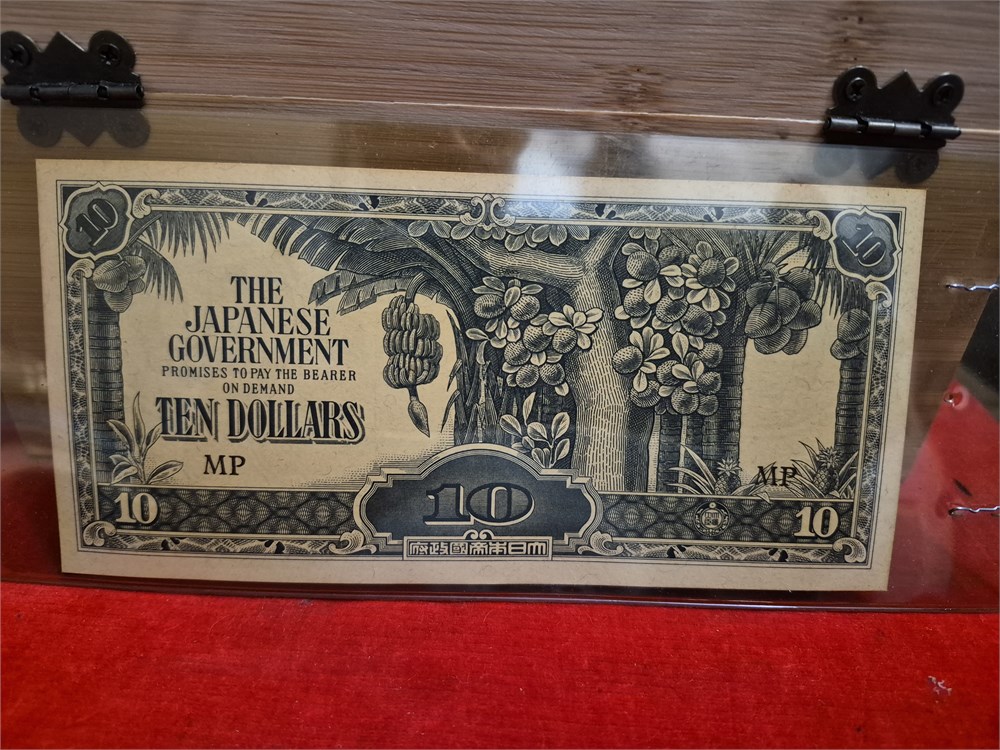 10
10
THE
JAPANESE
GOVERNMENT
PROMISES TO PAY THE BEARER
ON DEMAND
TEN DOLLARS
MP
MP
10
10
10
府政國帝本日大